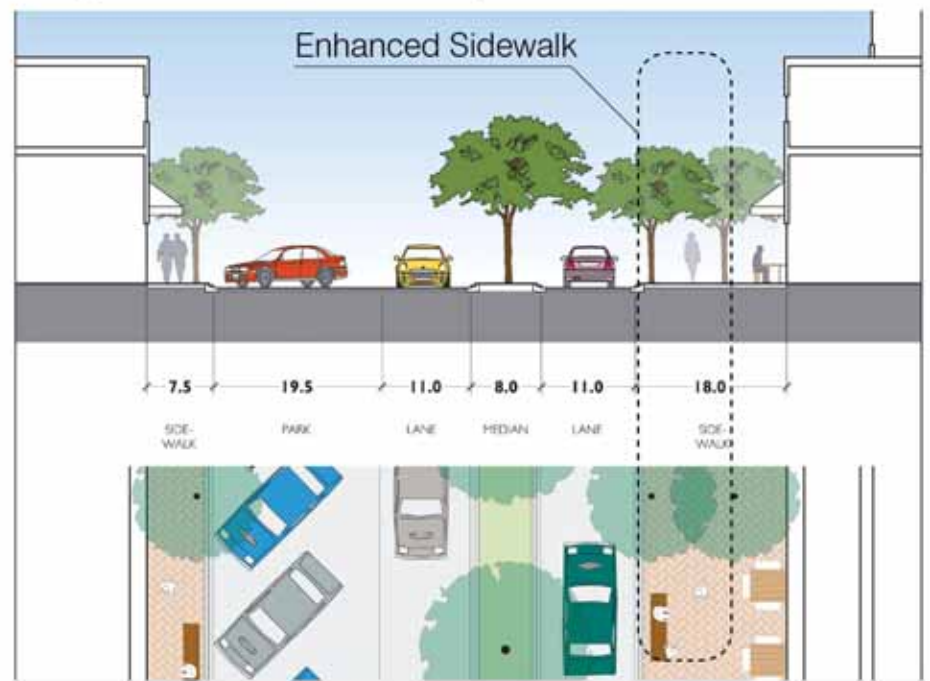 Enhanced Sidewalk
7.5 19.5 11.0 8.0 11.0 18.0
SIDE- PARK LANE MEDIAN LANE SIDE-
WALK WALK